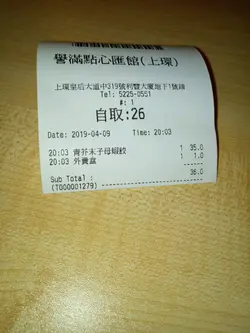 譽滿點心匯館(上環)
上環皇后大道中319號利豐大廈地下1號鋪
Tel: 5225-0551
#: 1
自取:26
Date: 2019-04-09 Time: 20:03
20:03 青芥末子母蝦餃 1 35.0
20:03 外賣盒 1 1.0
Sub Total : 36.0
(T000001279)